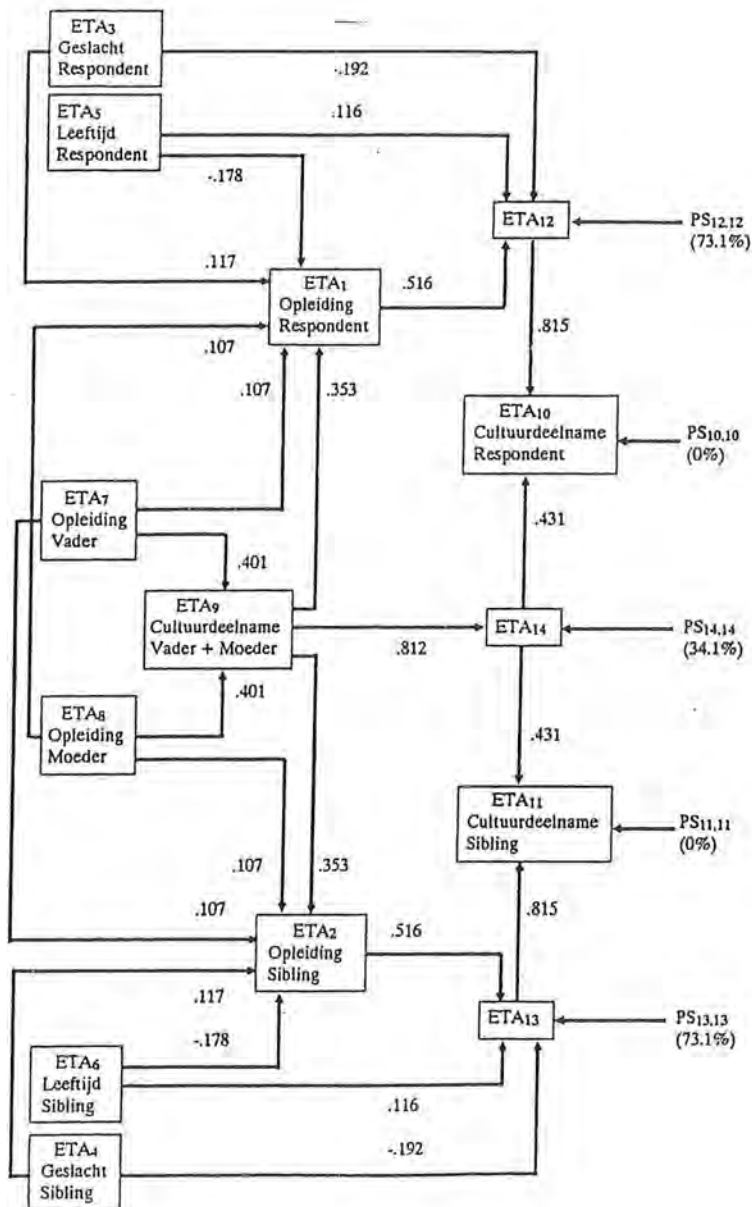 ETA3
Geslacht
Respondent
-.192
ETA5
Leeftijd
Respondent
.116
-.178
ETA12
PS12,12
(73.1%)
.117
ETA1
Opleiding
Respondent
.516
.107
.107
.353
.815
ETA10
Cultuurdeelname
Respondent
PS10,10
(0%)
ETA7
Opleiding
Vader
.431
.401
ETA9
Cultuurdeelname
Vader + Moeder
.812
ETA14
PS14,14
(34.1%)
.401
ETA8
Opleiding
Moeder
.431
ETA11
Cultuurdeelname
Sibling
PS11,11
(0%)
.107
.353
.107
ETA2
Opleiding
Sibling
.516
.815
.117
-.178
ETA13
PS13,13
(73.1%)
ETA6
Leeftijd
Sibling
.116
ETA4
Geslacht
Sibling
-.192